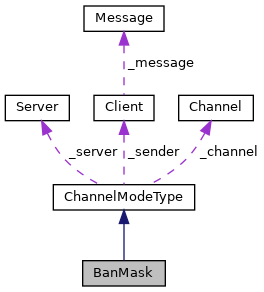 Message
_message
Server
Client
Channel
_server
_sender
_channel
ChannelModeType
BanMask